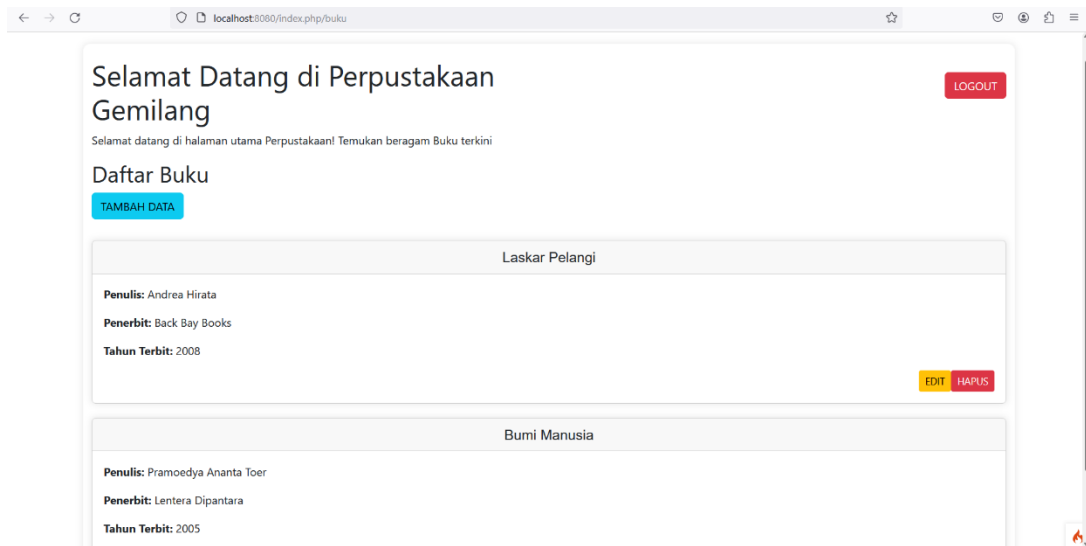 localhost:8080/index.php/buku
Selamat Datang di Perpustakaan
Gemilang
LOGOUT
Selamat datang di halaman utama Perpustakaan! Temukan beragam Buku terkini
Daftar Buku
TAMBAH DATA
Laskar Pelangi
Penulis: Andrea Hirata
Penerbit: Back Bay Books
Tahun Terbit: 2008
EDIT HAPUS
Bumi Manusia
Penulis: Pramoedya Ananta Toer
Penerbit: Lentera Dipantara
Tahun Terbit: 2005